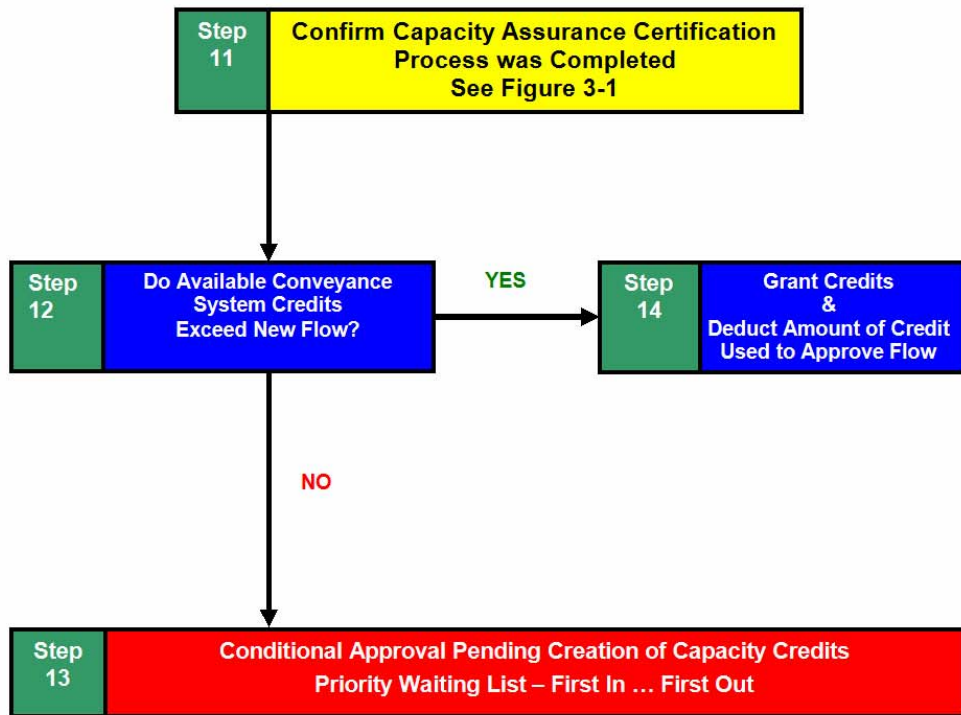 Step
11
Confirm Capacity Assurance Certification
Process was Completed
See Figure 3-1
Step
12
Do Available Conveyance
System Credits
Exceed New Flow?
YES
Step
14
Grant Credits
&
Deduct Amount of Credit
Used to Approve Flow
NO
Step
13
Conditional Approval Pending Creation of Capacity Credits
Priority Waiting List – First In … First Out